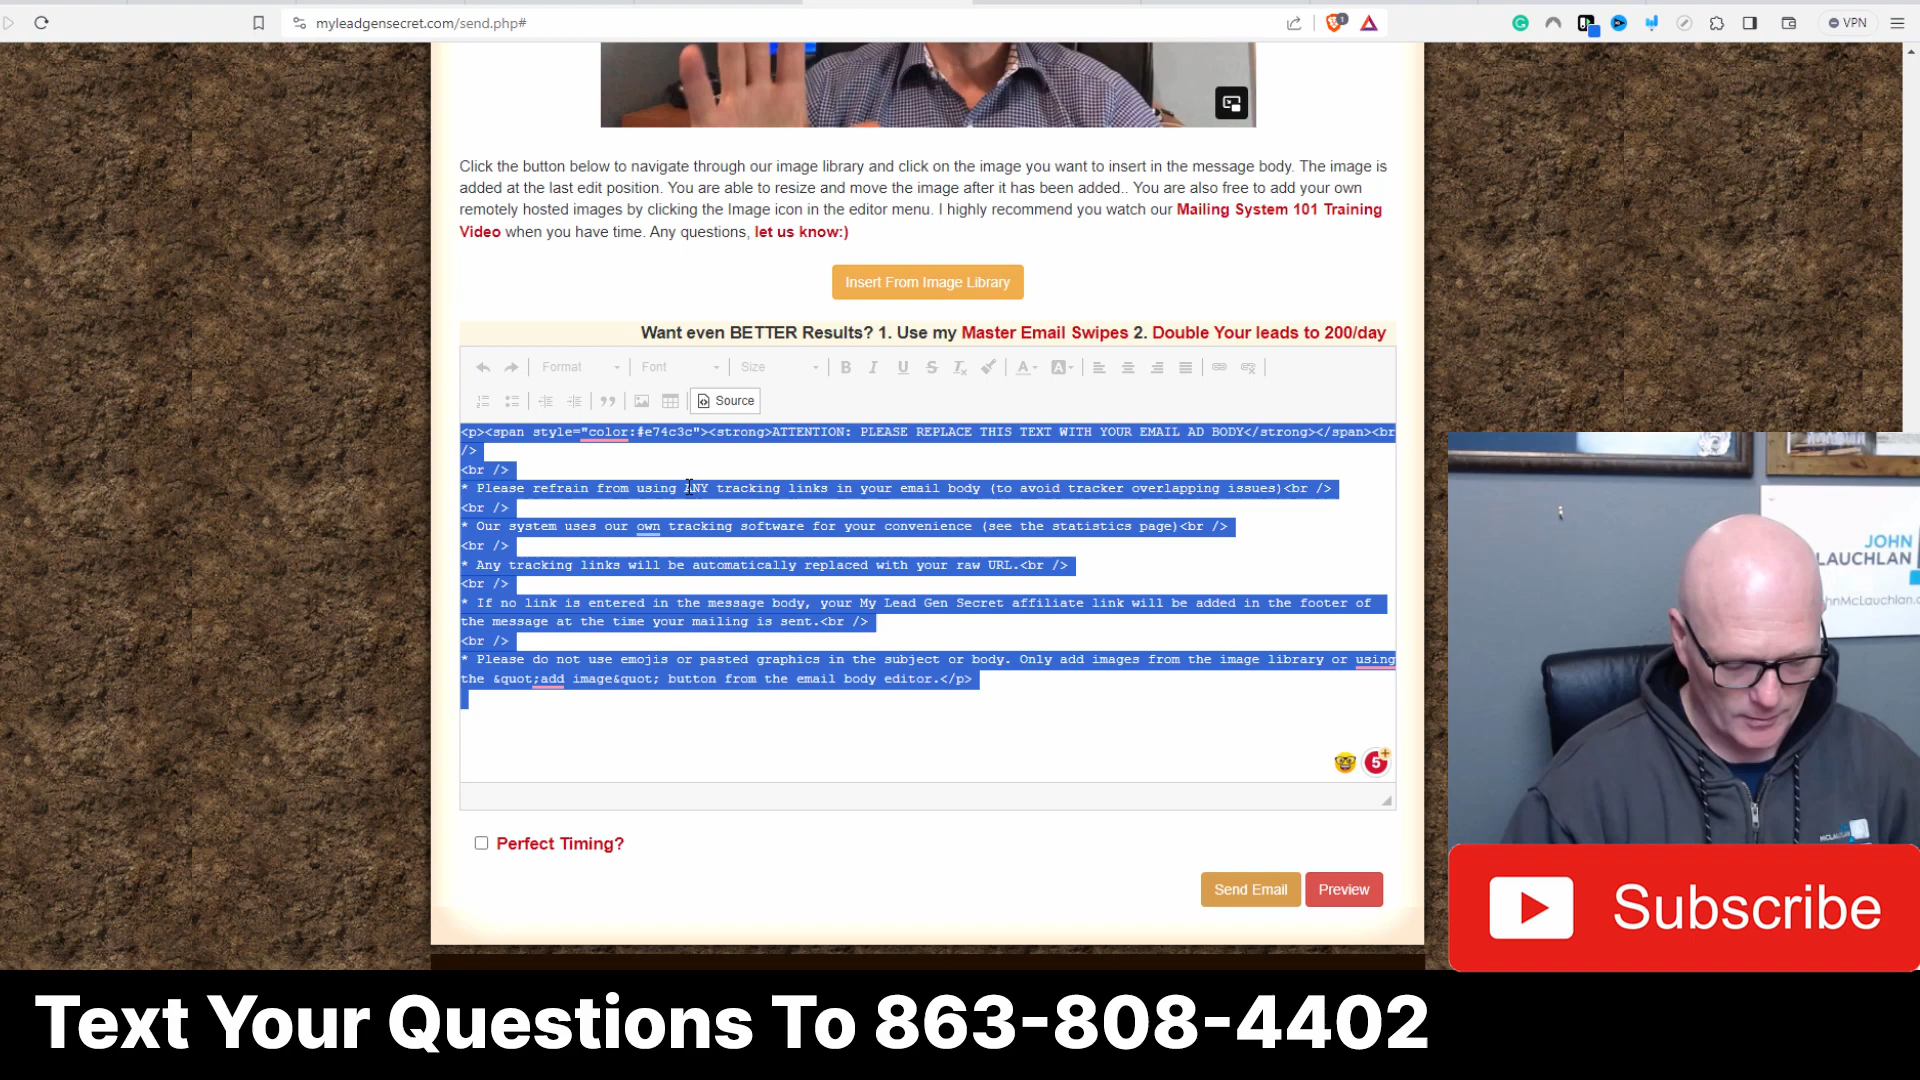 myleadgensecret.com/send.php#
1
VPN
Click the button below to navigate through our image library and click on the image you want to insert in the message body. The image is
added at the last edit position. You are able to resize and move the image after it has been added.. You are also free to add your own
remotely hosted images by clicking the Image icon in the editor menu. I highly recommend you watch our Mailing System 101 Training
Video when you have time. Any questions, let us know:)
Insert From Image Library
Want even BETTER Results? 1. Use my Master Email Swipes 2. Double Your leads to 200/day
Format Font Size
Source
<p><span style="color:#e74c3c"><strong>ATTENTION: PLEASE REPLACE THIS TEXT WITH YOUR EMAIL AD BODY</strong></span><br
/>
<br />
* Please refrain from using ANY tracking links in your email body (to avoid tracker overlapping issues)<br />
<br />
* Our system uses our own tracking software for your convenience (see the statistics page)<br />
<br />
* Any tracking links will be automatically replaced with your raw URL.<br />
<br />
* If no link is entered in the message body, your My Lead Gen Secret affiliate link will be added in the footer of
the message at the time your mailing is sent.<br />
<br />
* Please do not use emojis or pasted graphics in the subject or body. Only add images from the image library or using
the &quot;add image&quot; button from the email body editor.</p>
5
Perfect Timing?
Send Email
Preview
JOHN
LAUCHLAN
hnMcLauchlan.c
Subscribe
Text Your Questions To 863-808-4402